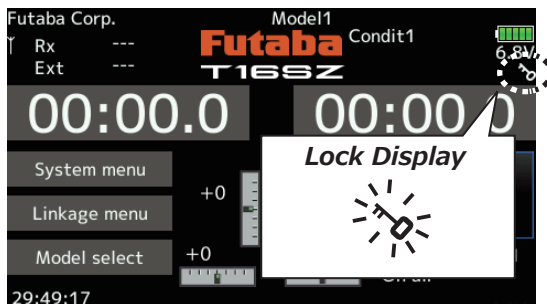 Futaba Corp.
Model1
Rx ---
Ext ---
Futaba
T16SZ
Condit1
6.8V
00:00.0
00:00.0
System menu
Linkage menu
Model select
+0
+0
Lock Display
29:49:17